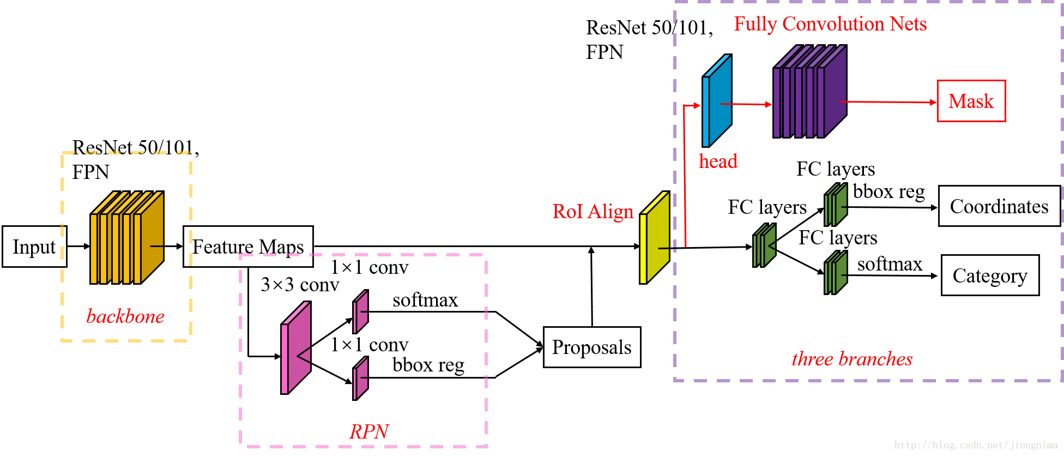 ResNet 50/101,
FPN
Input
backbone
Feature Maps
3×3 conv
1×1 conv
softmax
1×1 conv
bbox reg
RPN
Proposals
RoI Align
ResNet 50/101,
FPN
Fully Convolution Nets
head
Mask
FC layers
FC layers
bbox reg
Coordinates
FC layers
softmax
Category
three branches
http://blog.csdn.net/jiongnima